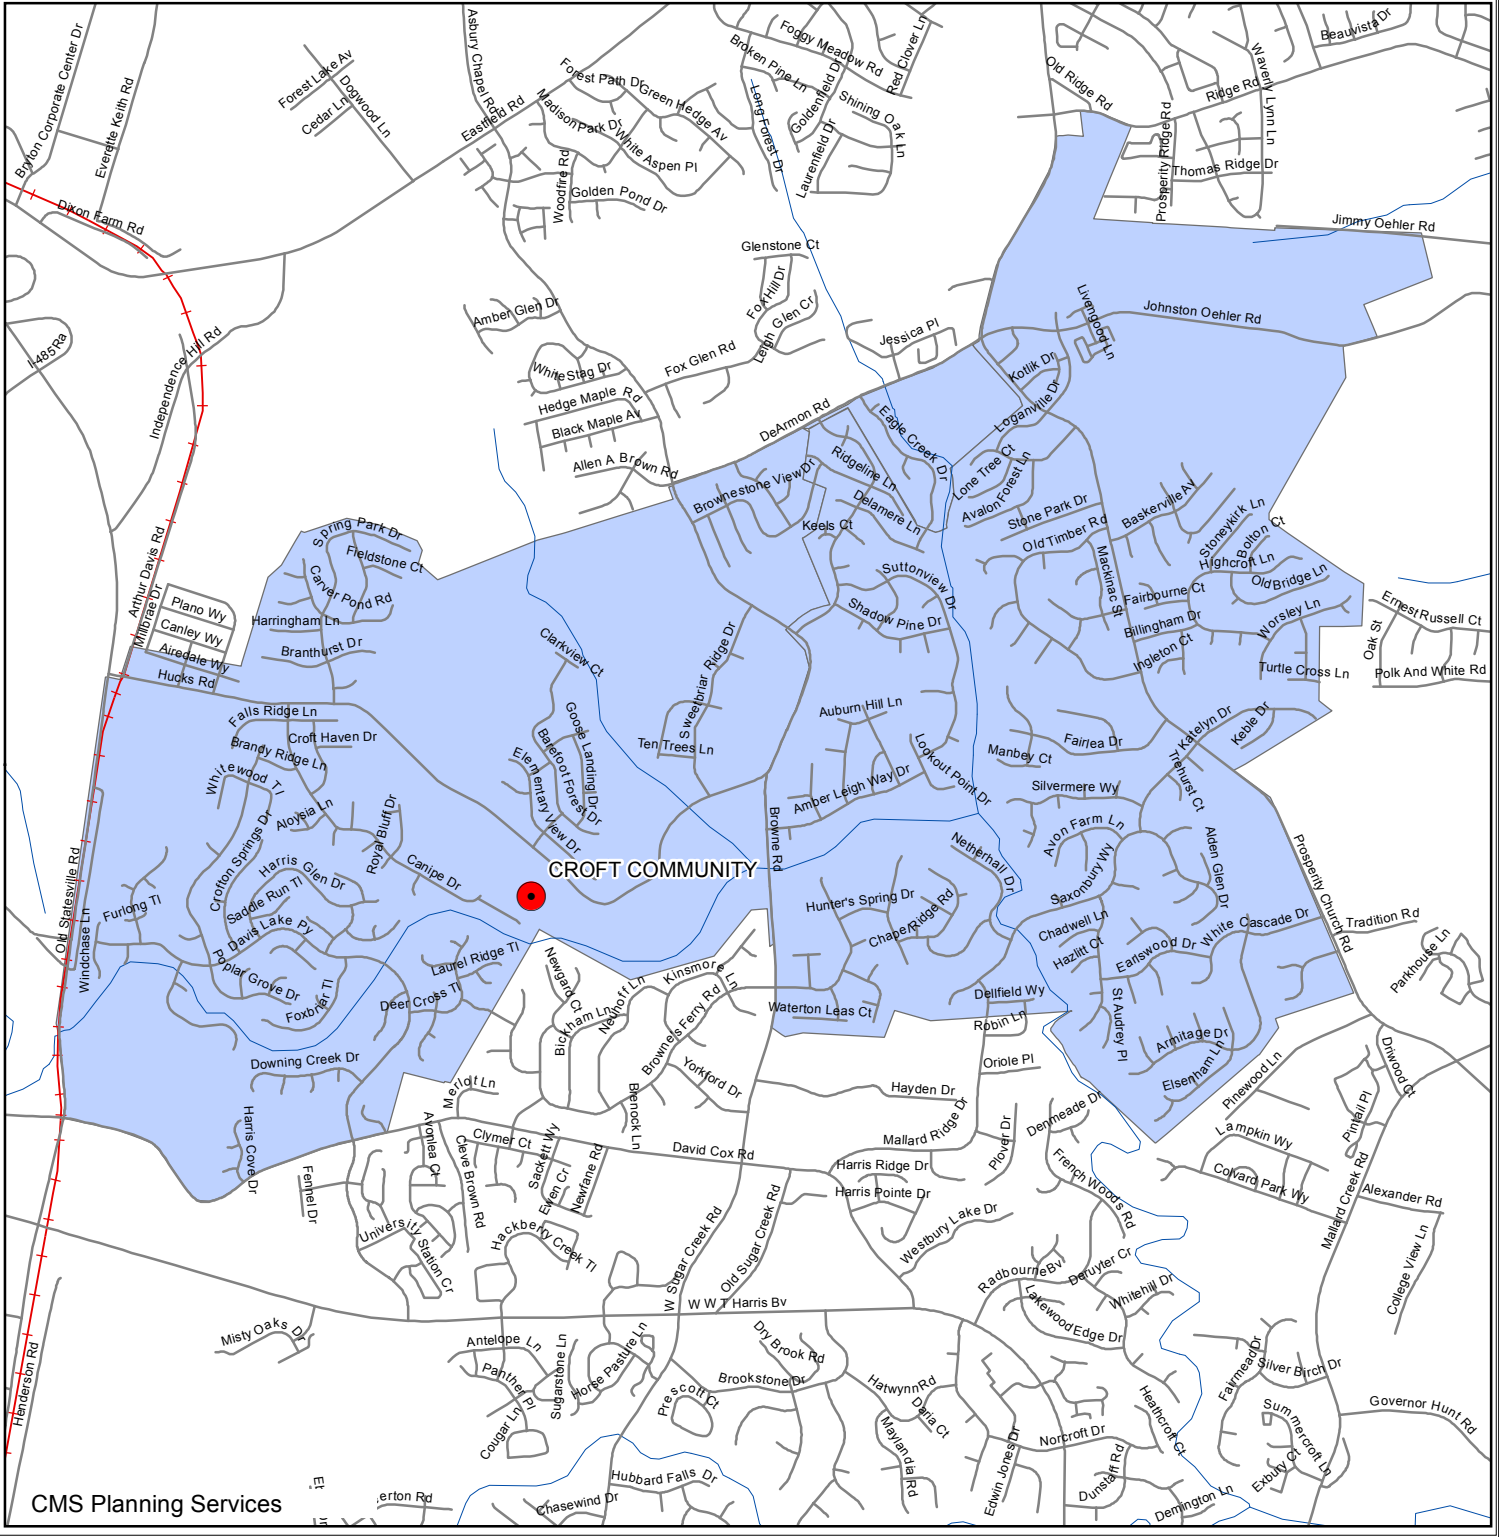 Bryton Corporate Center Dr
Everette Keith Rd
Forest Lake Av
Dogwood Ln
Cedar Ln
Asbury Chapel Rd
Eastfield Rd
Forest Path Dr
Green Hedge Av
Madison Park Dr
White Aspen Pl
Woodfire Rd
Golden Pond Dr
Broken Pine Ln
Foggy Meadow Rd
Red Clover Ln
Goldenfield Dr
Shining Oak Ln
Long Forest Dr
Laurenfield Dr
Old Ridge Rd
Beauvista Dr
Waverly Lynn Ln
Ridge Rd
Prosperity Ridge Rd
Thomas Ridge Dr
Jimmy Oehler Rd
Dixon Farm Rd
I-485 Ra
Independence Hill Rd
Glenstone Ct
Fox Hill Dr
Leigh Glen Cr
Amber Glen Dr
White Stag Dr
Fox Glen Rd
Jessica Pl
Hedge Maple Rd
Black Maple Av
Allen A Brown Rd
DeArmon Rd
Livengood Ln
Johnston Oehler Rd
Kotlik Dr
Loganville Dr
Eagle Creek Dr
Ridgeline Ln
Brownestone View Dr
Delamere Ln
Keels Ct
Lone Tree Ct
Avalon Forest Ln
Stone Park Dr
Old Timber Rd
Baskerville Av
Stoneykirk Ln
Bolton Ct
Highcroft Ln
Old Bridge Ln
Mackinac St
Fairbourne Ct
Billingham Dr
Worsley Ln
Ingleton Ct
Turtle Cross Ln
Ernest Russell Ct
Oak St
Polk And White Rd
Spring Park Dr
Fieldstone Ct
Carver Pond Rd
Harringham Ln
Branthurst Dr
Arthur Davis Rd
Millbrae Dr
Plano Wy
Canley Wy
Airedale Wy
Hucks Rd
Suttonview Dr
Shadow Pine Dr
Clarkview Ct
Sweetbriar Ridge Dr
Ten Trees Ln
Auburn Hill Ln
Amber Leigh Way Dr
Lookout Point Dr
Falls Ridge Ln
Croft Haven Dr
Brandy Ridge Ln
Whitewood Tl
Aloysia Ln
Royal Bluff Dr
Goose Landing Dr
Barefoot Forest Dr
Elementary View Dr
Manbey Ct
Fairlea Dr
Katelyn Dr
Keble Dr
Trehurst Ct
Silvermere Wy
Avon Farm Ln
Browne Rd
CROFT COMMUNITY
Canipe Dr
Crofton Springs Dr
Harris Glen Dr
Saddle Run Tl
Davis Lake Py
Furlong Tl
Old Statesville Rd
Windchase Ln
Poplar Grove Dr
Foxbriar Tl
Laurel Ridge Tl
Deer Cross Tl
Downing Creek Dr
Harris Cove Dr
Netherhall Dr
Hunter's Spring Dr
Chapel Ridge Rd
Saxonbury Wy
Alden Glen Dr
Prosperity Church Rd
Chadwell Ln
Hazlitt Ct
Earlswood Dr
White Cascade Dr
Tradition Rd
Parkhouse Ln
Newgard Ct
Bickham Ln
Neuhoff Ln
Kinsmore Ln
Browne's Ferry Rd
Yorkford Dr
Waterton Leas Ct
Dellfield Wy
Robin Ln
Oriole Pl
St Audrey Pl
Armitage Dr
Elsenham Ln
Pinewood Ln
Driwood Ct
Pintail Pl
Merlot Ln
Brenock Ln
Hayden Dr
Mallard Ridge Dr
Plover Dr
Denmeade Dr
Avonlea Ct
Clymer Ct
Cleve Brown Rd
Sackett Wy
Ewen Cr
Newfane Rd
David Cox Rd
Harris Ridge Dr
Harris Pointe Dr
French Woods Rd
Lampkin Wy
Colvard Park Wy
Mallard Creek Rd
Alexander Rd
College View Ln
Fennel Dr
University Station Cr
Hackberry Creek Tl
W Sugar Creek Rd
Old Sugar Creek Rd
Westbury Lake Dr
Radbourne Bv
Deruyter Cr
Whitehill Dr
Lakewood Edge Dr
W W T Harris Bv
Misty Oaks Dr
Henderson Rd
Antelope Ln
Panther Pl
Cougar Ln
Sugarstone Ln
Horse Pasture Ln
Prescott Ct
Brookstone Dr
Dry Brook Rd
Hatwynn Rd
Daria Ct
Maylandia Rd
Edwin Jones Dr
Norcroft Dr
Heathcroft Ct
Dunstaff Rd
Demington Ln
Fairmead Dr
Silver Birch Dr
Summercroft Ln
Exbury Ct
Governor Hunt Rd
Hubbard Falls Dr
Chasewind Dr
erton Rd
CMS Planning Services